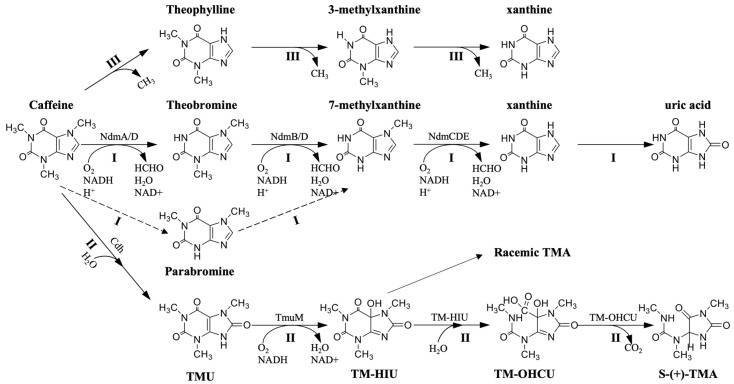 Theophylline
3-methylxanthine
xanthine
III
CH3
III
CH3
III
CH3
Caffeine
Theobromine
7-methylxanthine
xanthine
uric acid
NdmA/D
I
O2
NADH
H+
HCHO
H2O
NAD+
NdmB/D
I
O2
NADH
H+
HCHO
H2O
NAD+
NdmCDE
I
O2
NADH
H+
HCHO
H2O
NAD+
I
I
I
Parabromine
II
Cdh
H2O
Racemic TMA
TmuM
II
O2
NADH
H2O
NAD+
TM-HIU
II
H2O
TM-OHCU
II
CO2
TMU
TM-HIU
TM-OHCU
S-(+)-TMA